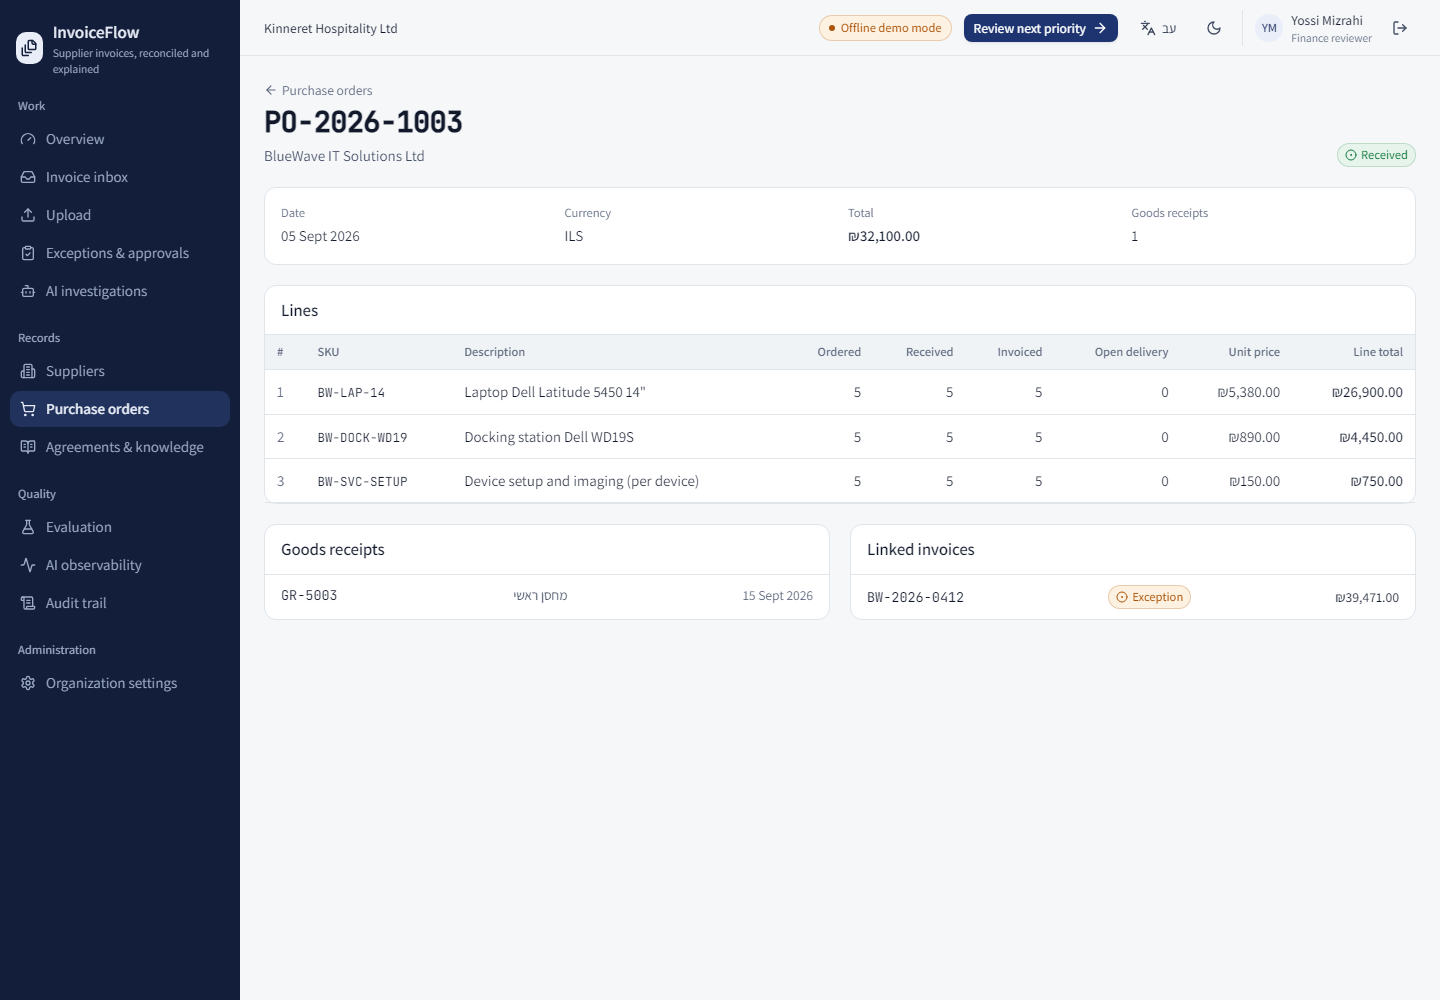 InvoiceFlow
Supplier invoices, reconciled and
explained
Work
Overview
Invoice inbox
Upload
Exceptions & approvals
AI investigations
Records
Suppliers
Purchase orders
Agreements & knowledge
Quality
Evaluation
AI observability
Audit trail
Administration
Organization settings
Kinneret Hospitality Ltd
Offline demo mode
Review next priority
עב
YM
Yossi Mizrahi
Finance reviewer
Purchase orders
PO-2026-1003
BlueWave IT Solutions Ltd
Received
Date Currency Total Goods receipts
05 Sept 2026 ILS ₪32,100.00 1
Lines
# SKU Description Ordered Received Invoiced Open delivery Unit price Line total
1 BW-LAP-14 Laptop Dell Latitude 5450 14" 5 5 5 0 ₪5,380.00 ₪26,900.00
2 BW-DOCK-WD19 Docking station Dell WD19S 5 5 5 0 ₪890.00 ₪4,450.00
3 BW-SVC-SETUP Device setup and imaging (per device) 5 5 5 0 ₪150.00 ₪750.00
Goods receipts
GR-5003 מחסן ראשי 15 Sept 2026
Linked invoices
BW-2026-0412 Exception ₪39,471.00